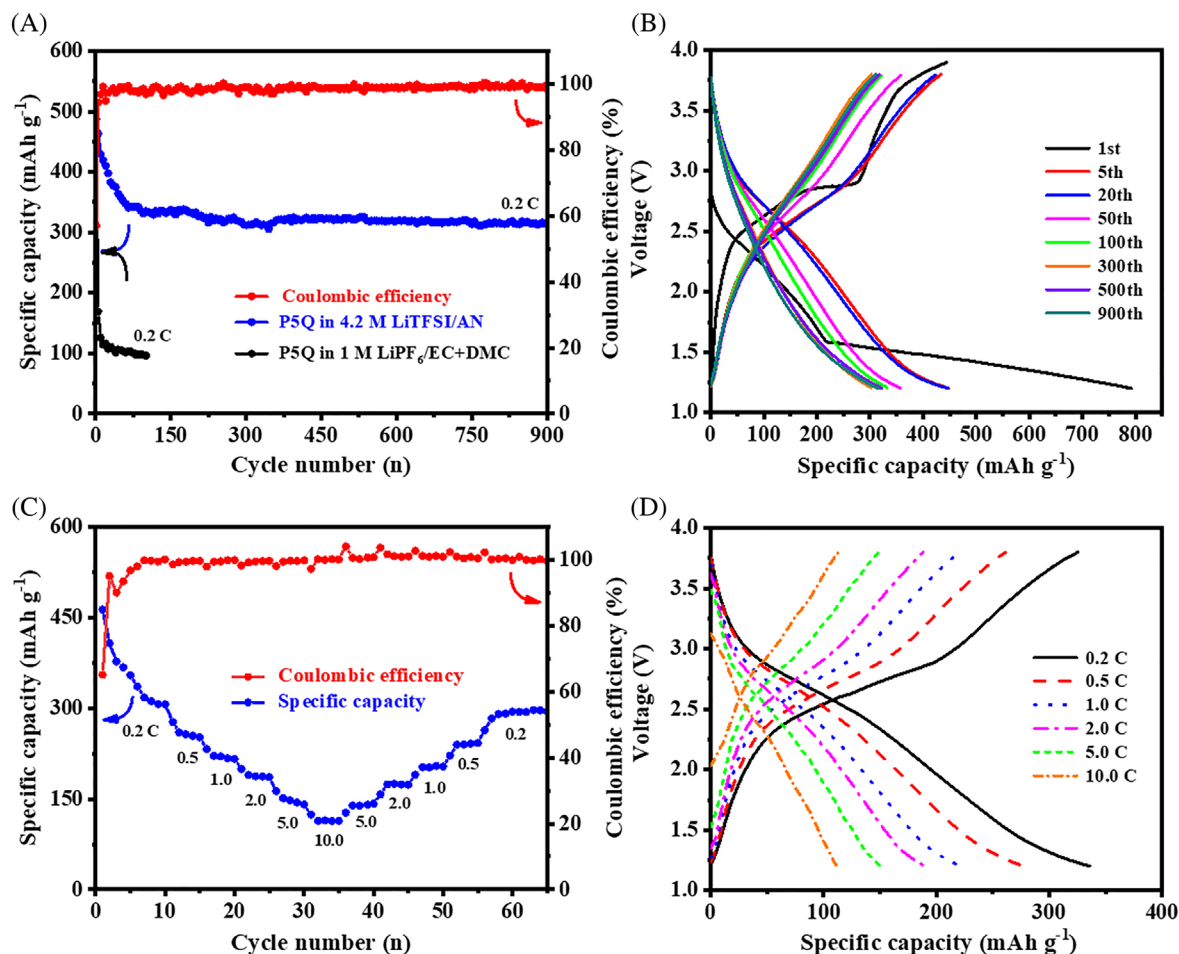 (A)
600
500
400
300
200
100
0
Specific capacity (mAh g⁻¹)
100
80
60
40
20
0
Coulombic efficiency (%)
0.2 C
0.2 C
Coulombic efficiency
P5Q in 4.2 M LiTFSI/AN
P5Q in 1 M LiPF₆/EC+DMC
0 150 300 450 600 750 900
Cycle number (n)
(B)
4.0
3.6
3.0
2.4
2.0
1.6
1.0
Voltage (V)
1st
5th
20th
50th
100th
300th
500th
900th
0 100 200 300 400 500 600 700 800
Specific capacity (mAh g⁻¹)
(C)
600
450
300
150
0
Specific capacity (mAh g⁻¹)
100
80
60
40
20
0
Coulombic efficiency (%)
Coulombic efficiency
Specific capacity
0.2 C
0.5
1.0
2.0
5.0
10.0
5.0
2.0
1.0
0.5
0.2
0 10 20 30 40 50 60
Cycle number (n)
(D)
4.0
3.6
3.0
2.5
2.0
1.6
1.0
Voltage (V)
0.2 C
0.5 C
1.0 C
2.0 C
5.0 C
10.0 C
0 100 200 300 400
Specific capacity (mAh g⁻¹)